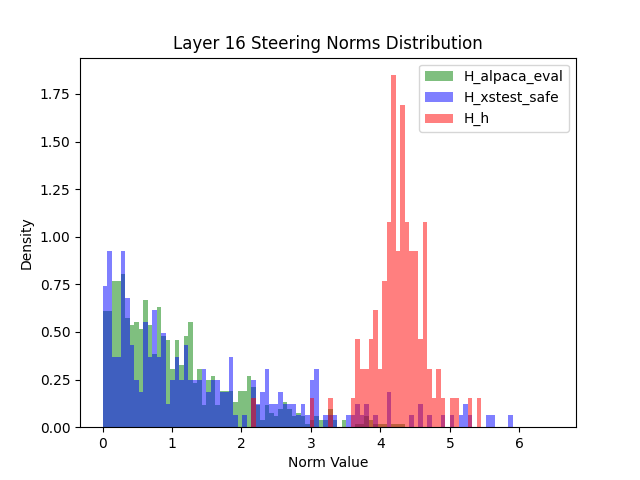 Layer 16 Steering Norms Distribution
H_alpaca_eval
H_xstest_safe
H_h
1.75
1.50
1.25
1.00
0.75
0.50
0.25
0.00
Density
0 1 2 3 4 5 6
Norm Value